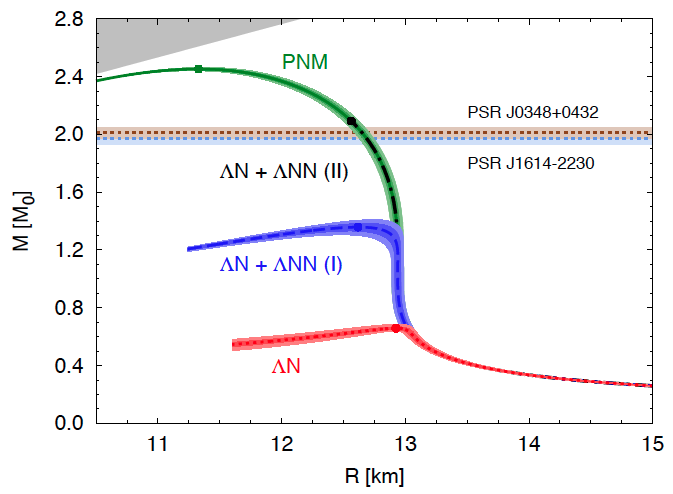 2.8
2.4
2.0
1.6
1.2
0.8
0.4
0.0
M [M0]
PNM
PSR J0348+0432
PSR J1614-2230
ΛN + ΛNN (II)
ΛN + ΛNN (I)
ΛN
11 12 13 14 15
R [km]